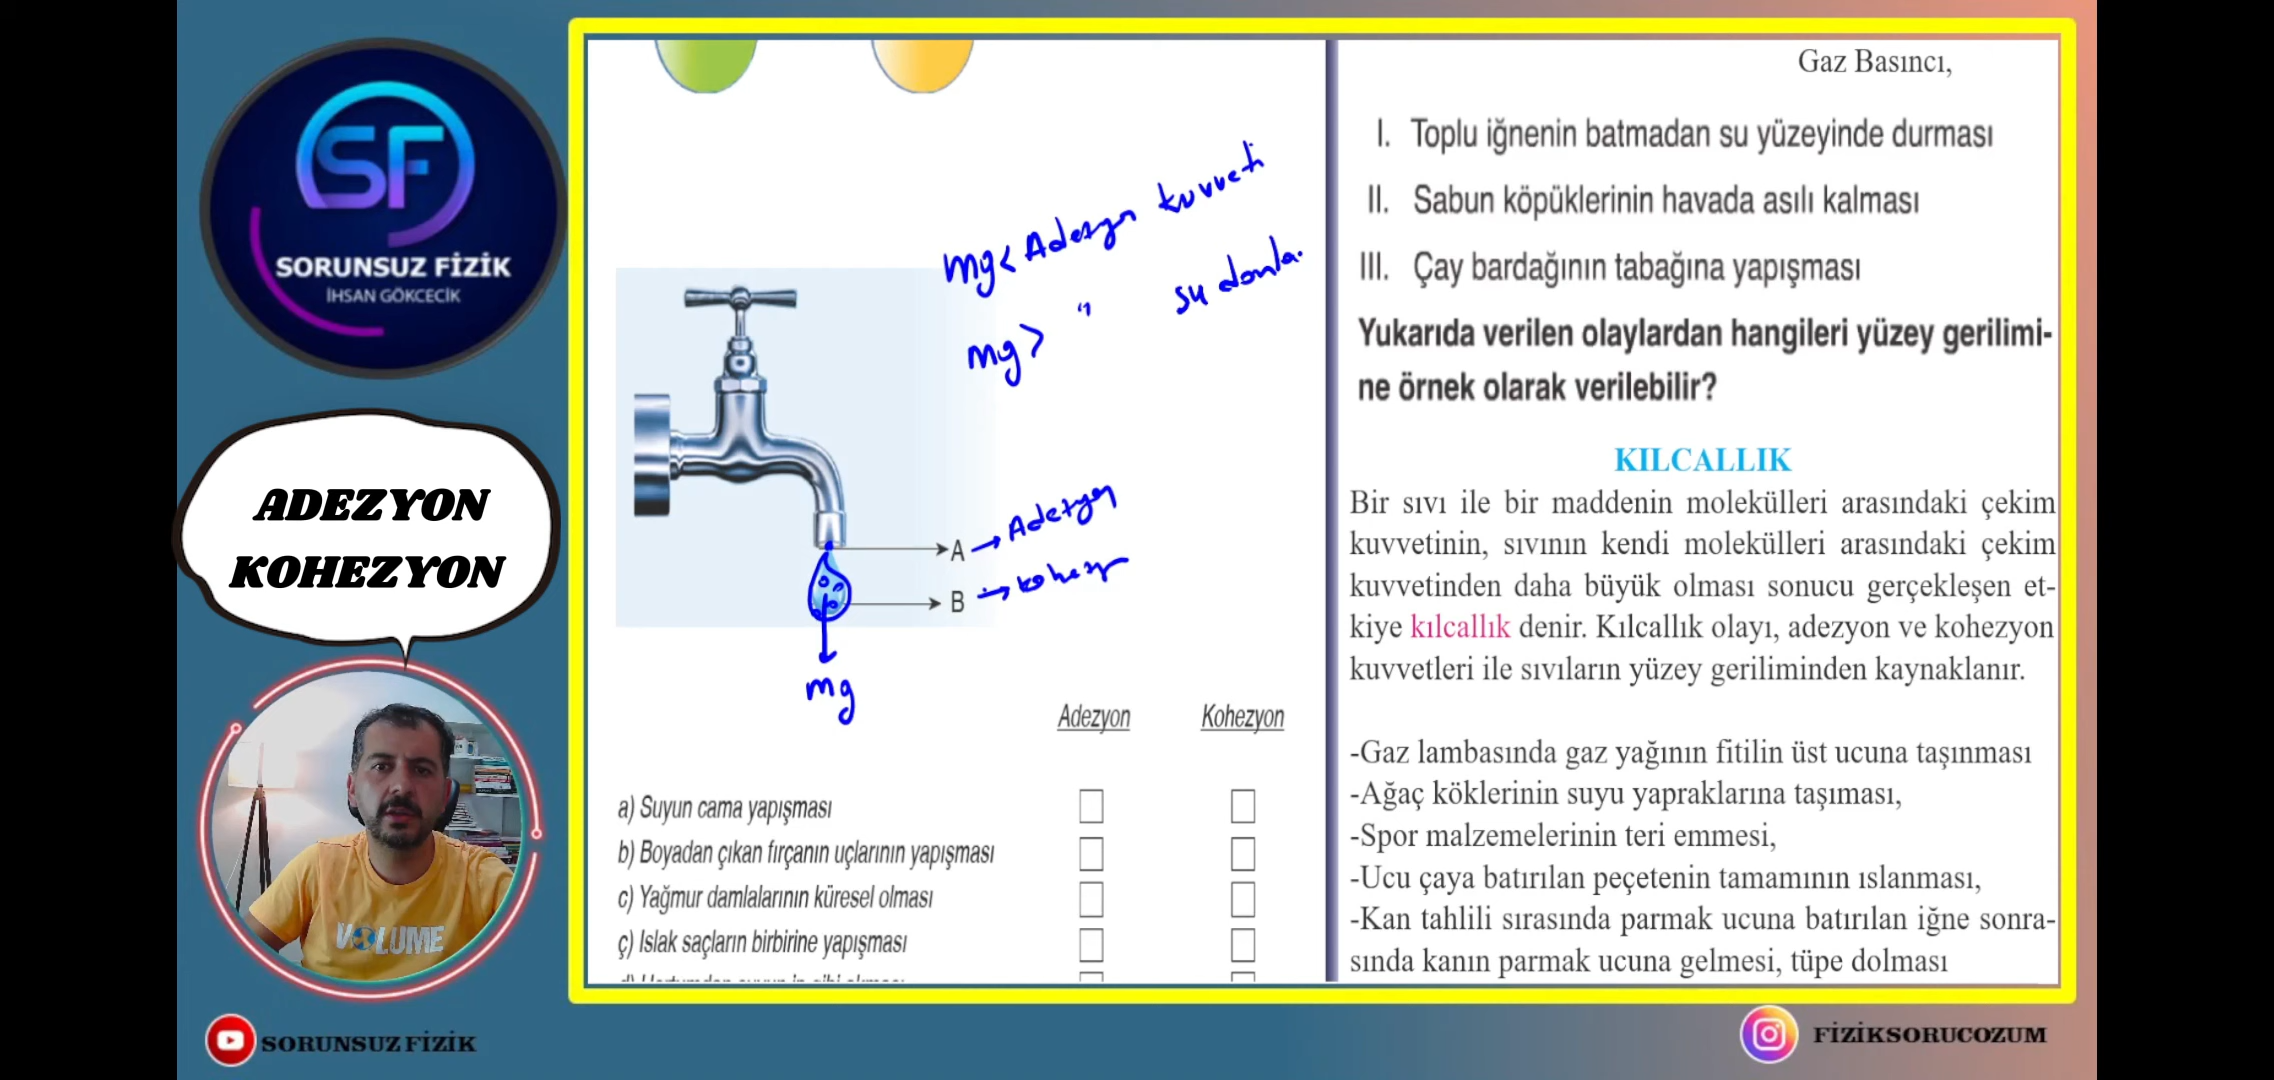 SF
SORUNSUZ FİZİK
İHSAN GÖKCECİK
ADEZYON
KOHEZYON
VOLUME
SORUNSUZ FİZİK
mg< Adezyon kuvveti
mg> " su damla.
A → Adezyon
B → kohezyon
mg
Adezyon Kohezyon
a) Suyun cama yapışması
b) Boyadan çıkan fırçanın uçlarının yapışması
c) Yağmur damlalarının küresel olması
ç) Islak saçların birbirine yapışması
Gaz Basıncı,
I. Toplu iğnenin batmadan su yüzeyinde durması
II. Sabun köpüklerinin havada asılı kalması
III. Çay bardağının tabağına yapışması
Yukarıda verilen olaylardan hangileri yüzey gerilimi-
ne örnek olarak verilebilir?
KILCALLIK
Bir sıvı ile bir maddenin molekülleri arasındaki çekim
kuvvetinin, sıvının kendi molekülleri arasındaki çekim
kuvvetinden daha büyük olması sonucu gerçekleşen et-
kiye kılcallık denir. Kılcallık olayı, adezyon ve kohezyon
kuvvetleri ile sıvıların yüzey geriliminden kaynaklanır.
-Gaz lambasında gaz yağının fitilin üst ucuna taşınması
-Ağaç köklerinin suyu yapraklarına taşıması,
-Spor malzemelerinin teri emmesi,
-Ucu çaya batırılan peçetenin tamamının ıslanması,
-Kan tahlili sırasında parmak ucuna batırılan iğne sonra-
sında kanın parmak ucuna gelmesi, tüpe dolması
FİZİKSORUCOZUM